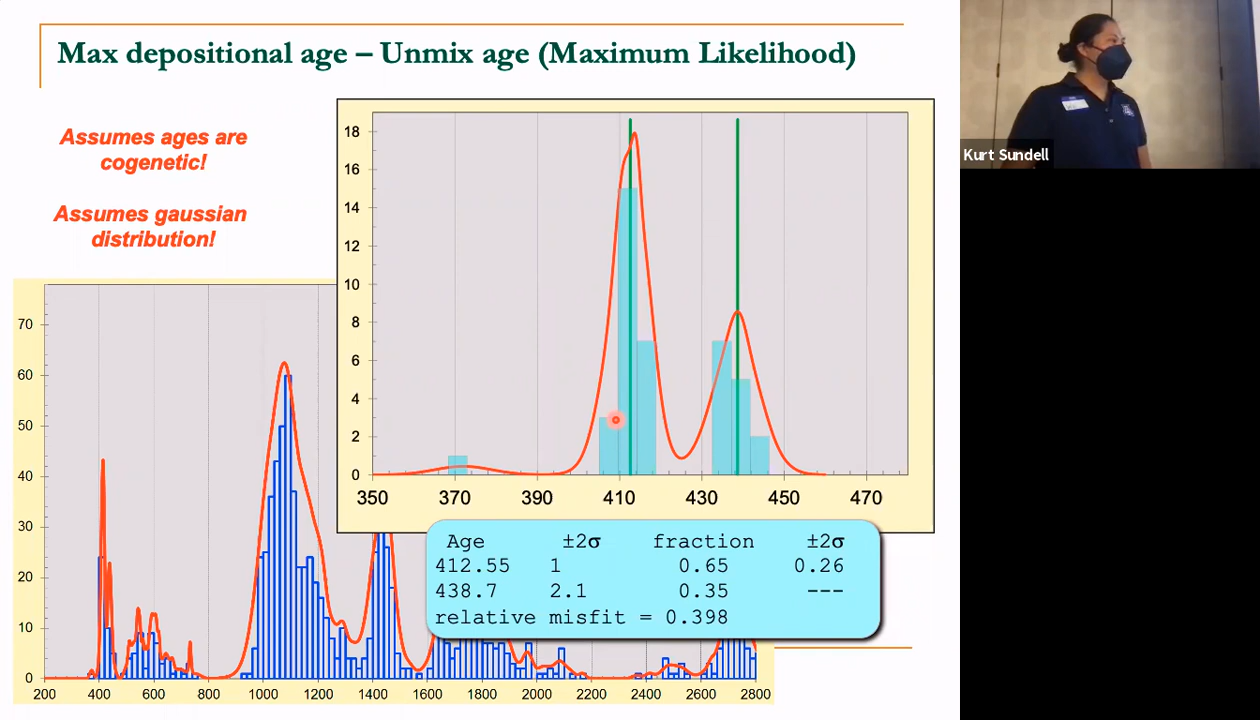 Max depositional age – Unmix age (Maximum Likelihood)
Assumes ages are
cogenetic!
Assumes gaussian
distribution!
18
16
14
12
10
8
6
4
2
0
350 370 390 410 430 450 470
Age ±2σ fraction ±2σ
412.55 1 0.65 0.26
438.7 2.1 0.35 ---
relative misfit = 0.398
70
60
50
40
30
20
10
0
200 400 600 800 1000 1200 1400 1600 1800 2000 2200 2400 2600 2800
Kurt Sundell